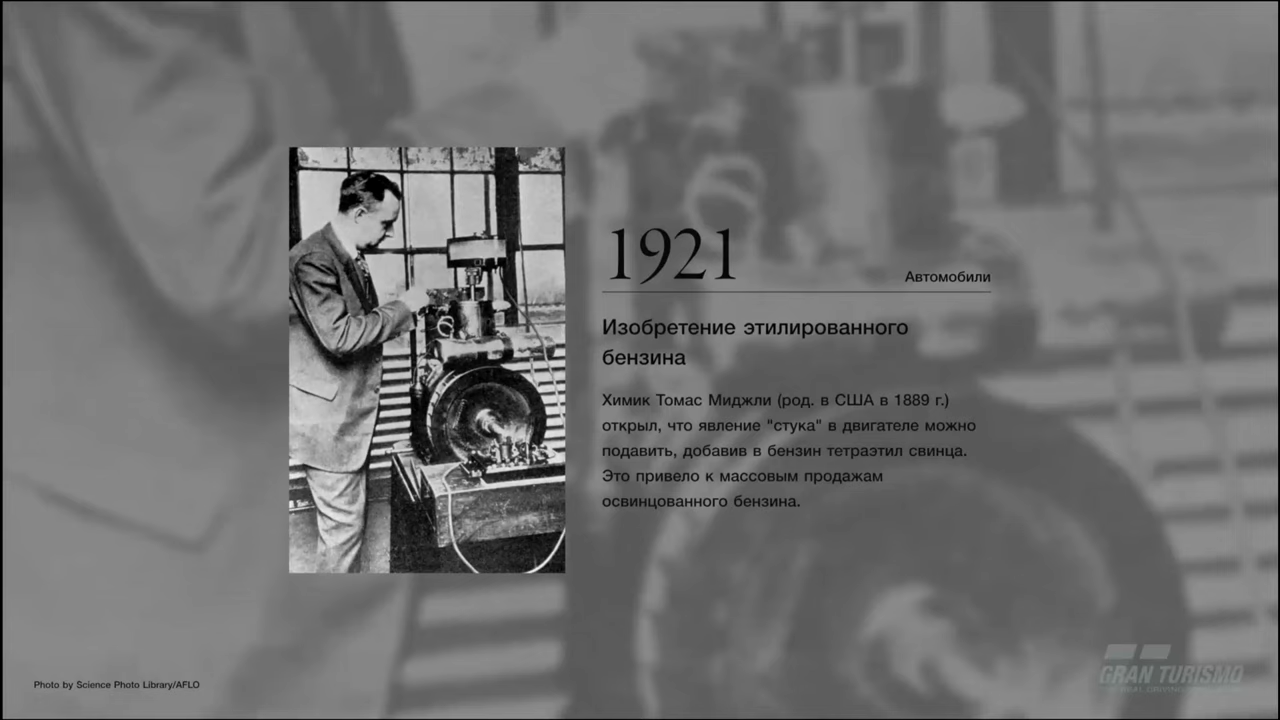 1921
Автомобили
Изобретение этилированного
бензина
Химик Томас Миджли (род. в США в 1889 г.)
открыл, что явление "стука" в двигателе можно
подавить, добавив в бензин тетраэтил свинца.
Это привело к массовым продажам
освинцованного бензина.
Photo by Science Photo Library/AFLO
GRAN TURISMO